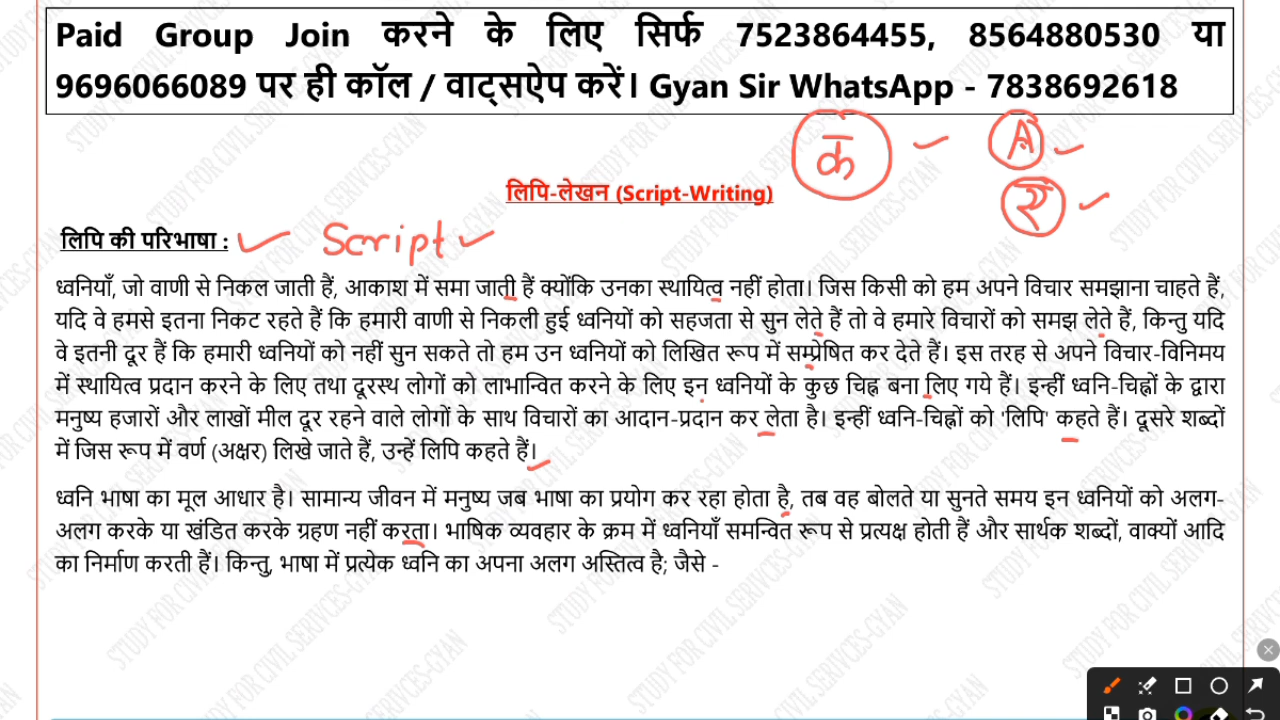 Paid Group Join करने के लिए सिर्फ 7523864455, 8564880530 या
9696066089 पर ही कॉल / वाट्सऐप करें। Gyan Sir WhatsApp - 7838692618
क A
ए
लिपि-लेखन (Script-Writing)
लिपि की परिभाषा : Script
ध्वनियाँ, जो वाणी से निकल जाती हैं, आकाश में समा जाती हैं क्योंकि उनका स्थायित्व नहीं होता। जिस किसी को हम अपने विचार समझाना चाहते हैं,
यदि वे हमसे इतना निकट रहते हैं कि हमारी वाणी से निकली हुई ध्वनियों को सहजता से सुन लेते हैं तो वे हमारे विचारों को समझ लेते हैं, किन्तु यदि
वे इतनी दूर हैं कि हमारी ध्वनियों को नहीं सुन सकते तो हम उन ध्वनियों को लिखित रूप में सम्प्रेषित कर देते हैं। इस तरह से अपने विचार-विनिमय
में स्थायित्व प्रदान करने के लिए तथा दूरस्थ लोगों को लाभान्वित करने के लिए इन ध्वनियों के कुछ चिह्न बना लिए गये हैं। इन्हीं ध्वनि-चिह्नों के द्वारा
मनुष्य हजारों और लाखों मील दूर रहने वाले लोगों के साथ विचारों का आदान-प्रदान कर लेता है। इन्हीं ध्वनि-चिह्नों को 'लिपि' कहते हैं। दूसरे शब्दों
में जिस रूप में वर्ण (अक्षर) लिखे जाते हैं, उन्हें लिपि कहते हैं।
ध्वनि भाषा का मूल आधार है। सामान्य जीवन में मनुष्य जब भाषा का प्रयोग कर रहा होता है, तब वह बोलते या सुनते समय इन ध्वनियों को अलग-
अलग करके या खंडित करके ग्रहण नहीं करता। भाषिक व्यवहार के क्रम में ध्वनियाँ समन्वित रूप से प्रत्यक्ष होती हैं और सार्थक शब्दों, वाक्यों आदि
का निर्माण करती हैं। किन्तु, भाषा में प्रत्येक ध्वनि का अपना अलग अस्तित्व है; जैसे -
STUDY FOR CIVIL SERIVCES-GYAN